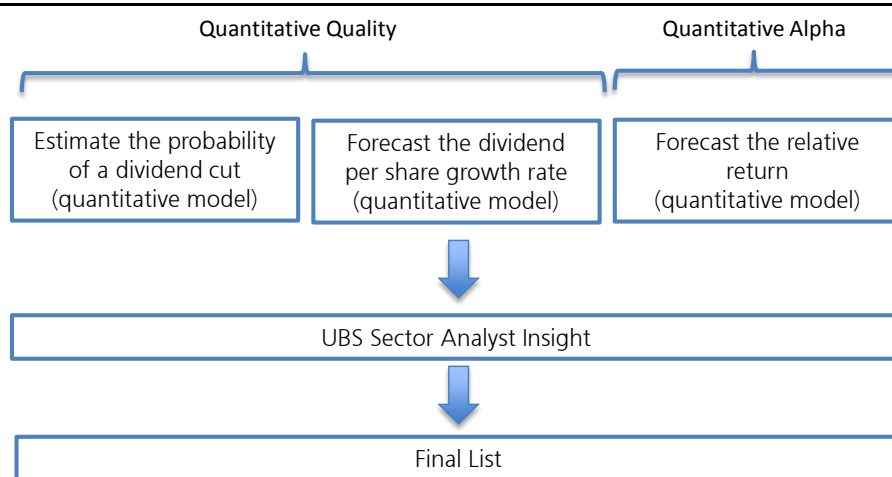 Quantitative Quality
Quantitative Alpha
Estimate the probability
of a dividend cut
(quantitative model)
Forecast the dividend
per share growth rate
(quantitative model)
Forecast the relative
return
(quantitative model)
UBS Sector Analyst Insight
Final List